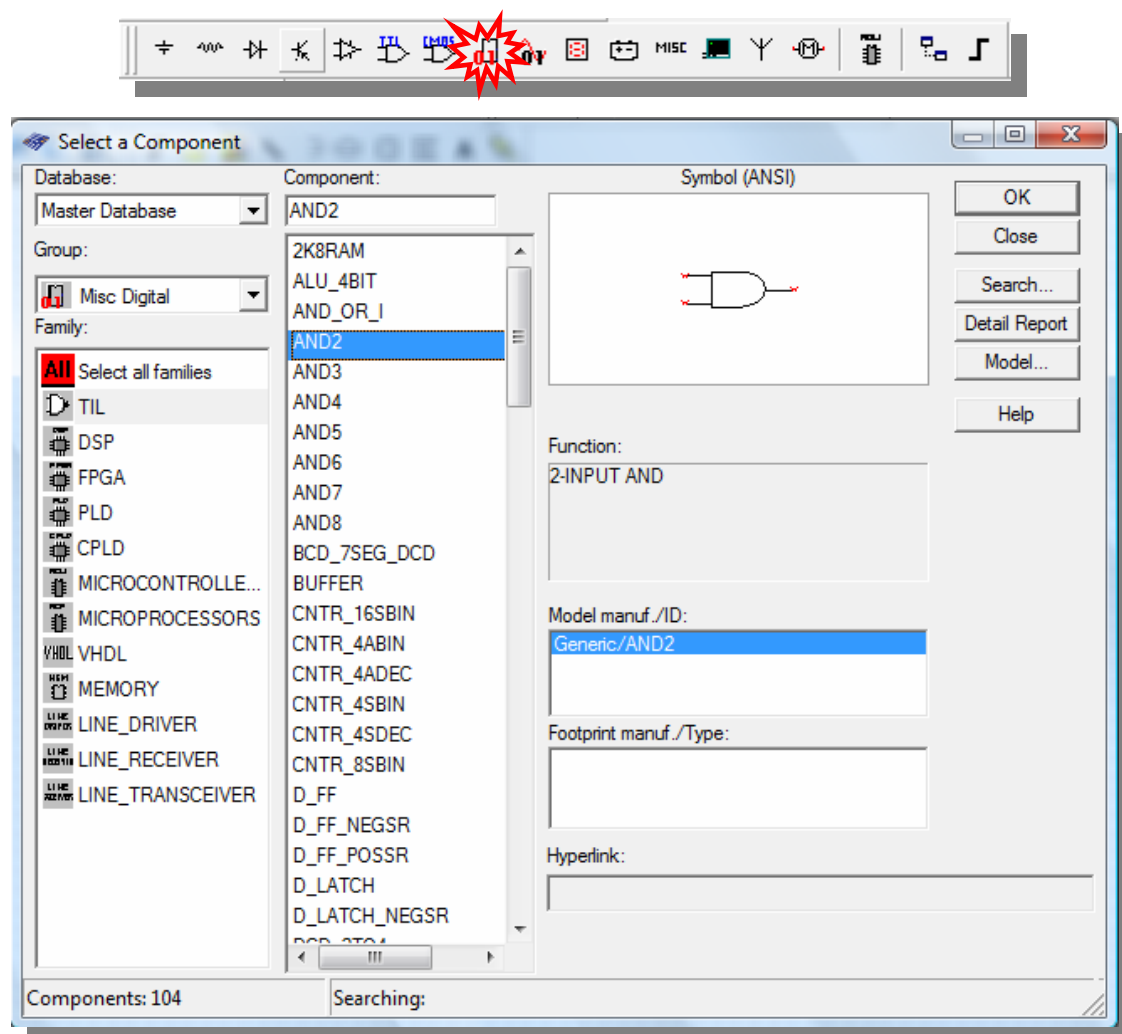 TTL
CMOS
MISC
Select a Component
Database:
Master Database
Group:
Misc Digital
Family:
All Select all families
TIL
DSP
FPGA
PLD
CPLD
MICROCONTROLLE...
MICROPROCESSORS
VHDL VHDL
MEMORY
LINE_DRIVER
LINE_RECEIVER
LINE_TRANSCEIVER
Component:
AND2
2K8RAM
ALU_4BIT
AND_OR_I
AND2
AND3
AND4
AND5
AND6
AND7
AND8
BCD_7SEG_DCD
BUFFER
CNTR_16SBIN
CNTR_4ABIN
CNTR_4ADEC
CNTR_4SBIN
CNTR_4SDEC
CNTR_8SBIN
D_FF
D_FF_NEGSR
D_FF_POSSR
D_LATCH
D_LATCH_NEGSR
Symbol (ANSI)
Function:
2-INPUT AND
Model manuf./ID:
Generic/AND2
Footprint manuf./Type:
Hyperlink:
OK
Close
Search...
Detail Report
Model...
Help
Components: 104
Searching: